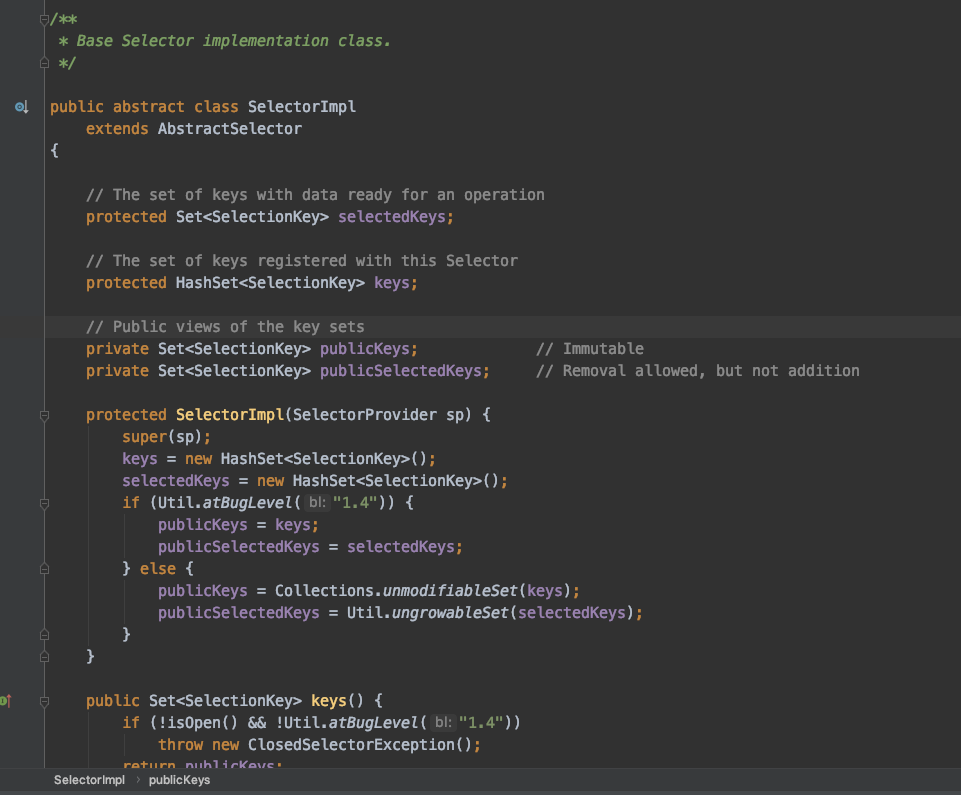 /**
 * Base Selector implementation class.
 */
public abstract class SelectorImpl
    extends AbstractSelector
{
    // The set of keys with data ready for an operation
    protected Set<SelectionKey> selectedKeys;
    // The set of keys registered with this Selector
    protected HashSet<SelectionKey> keys;
    // Public views of the key sets
    private Set<SelectionKey> publicKeys;             // Immutable
    private Set<SelectionKey> publicSelectedKeys;     // Removal allowed, but not addition
    protected SelectorImpl(SelectorProvider sp) {
        super(sp);
        keys = new HashSet<SelectionKey>();
        selectedKeys = new HashSet<SelectionKey>();
        if (Util.atBugLevel( bl: "1.4")) {
            publicKeys = keys;
            publicSelectedKeys = selectedKeys;
        } else {
            publicKeys = Collections.unmodifiableSet(keys);
            publicSelectedKeys = Util.ungrowableSet(selectedKeys);
        }
    }
    public Set<SelectionKey> keys() {
        if (!isOpen() && !Util.atBugLevel( bl: "1.4"))
            throw new ClosedSelectorException();
        return publicKeys;
SelectorImpl › publicKeys